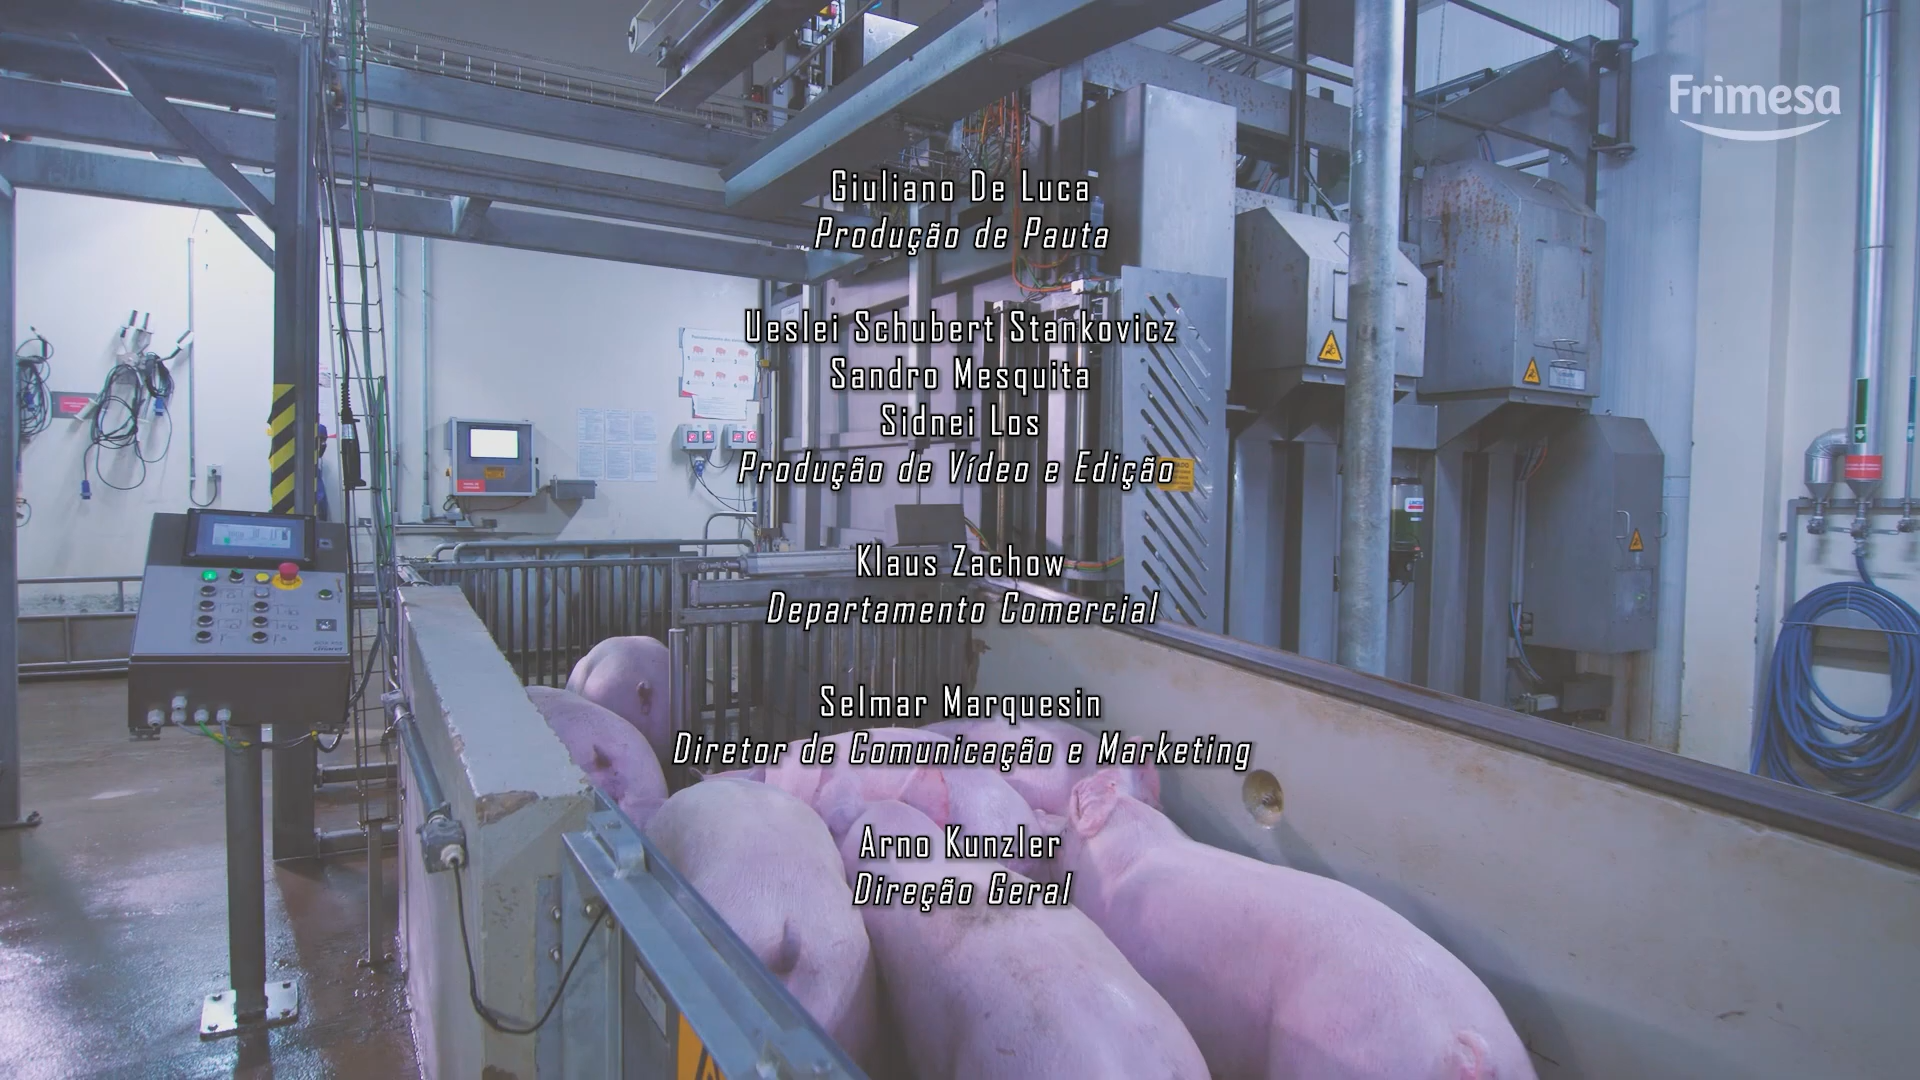 Frimesa
Giuliano De Luca
Produção de Pauta
Ueslei Schubert Stankovicz
Sandro Mesquita
Sidnei Los
Produção de Vídeo e Edição
Klaus Zachow
Departamento Comercial
Selmar Marquesin
Diretor de Comunicação e Marketing
Arno Kunzler
Direção Geral